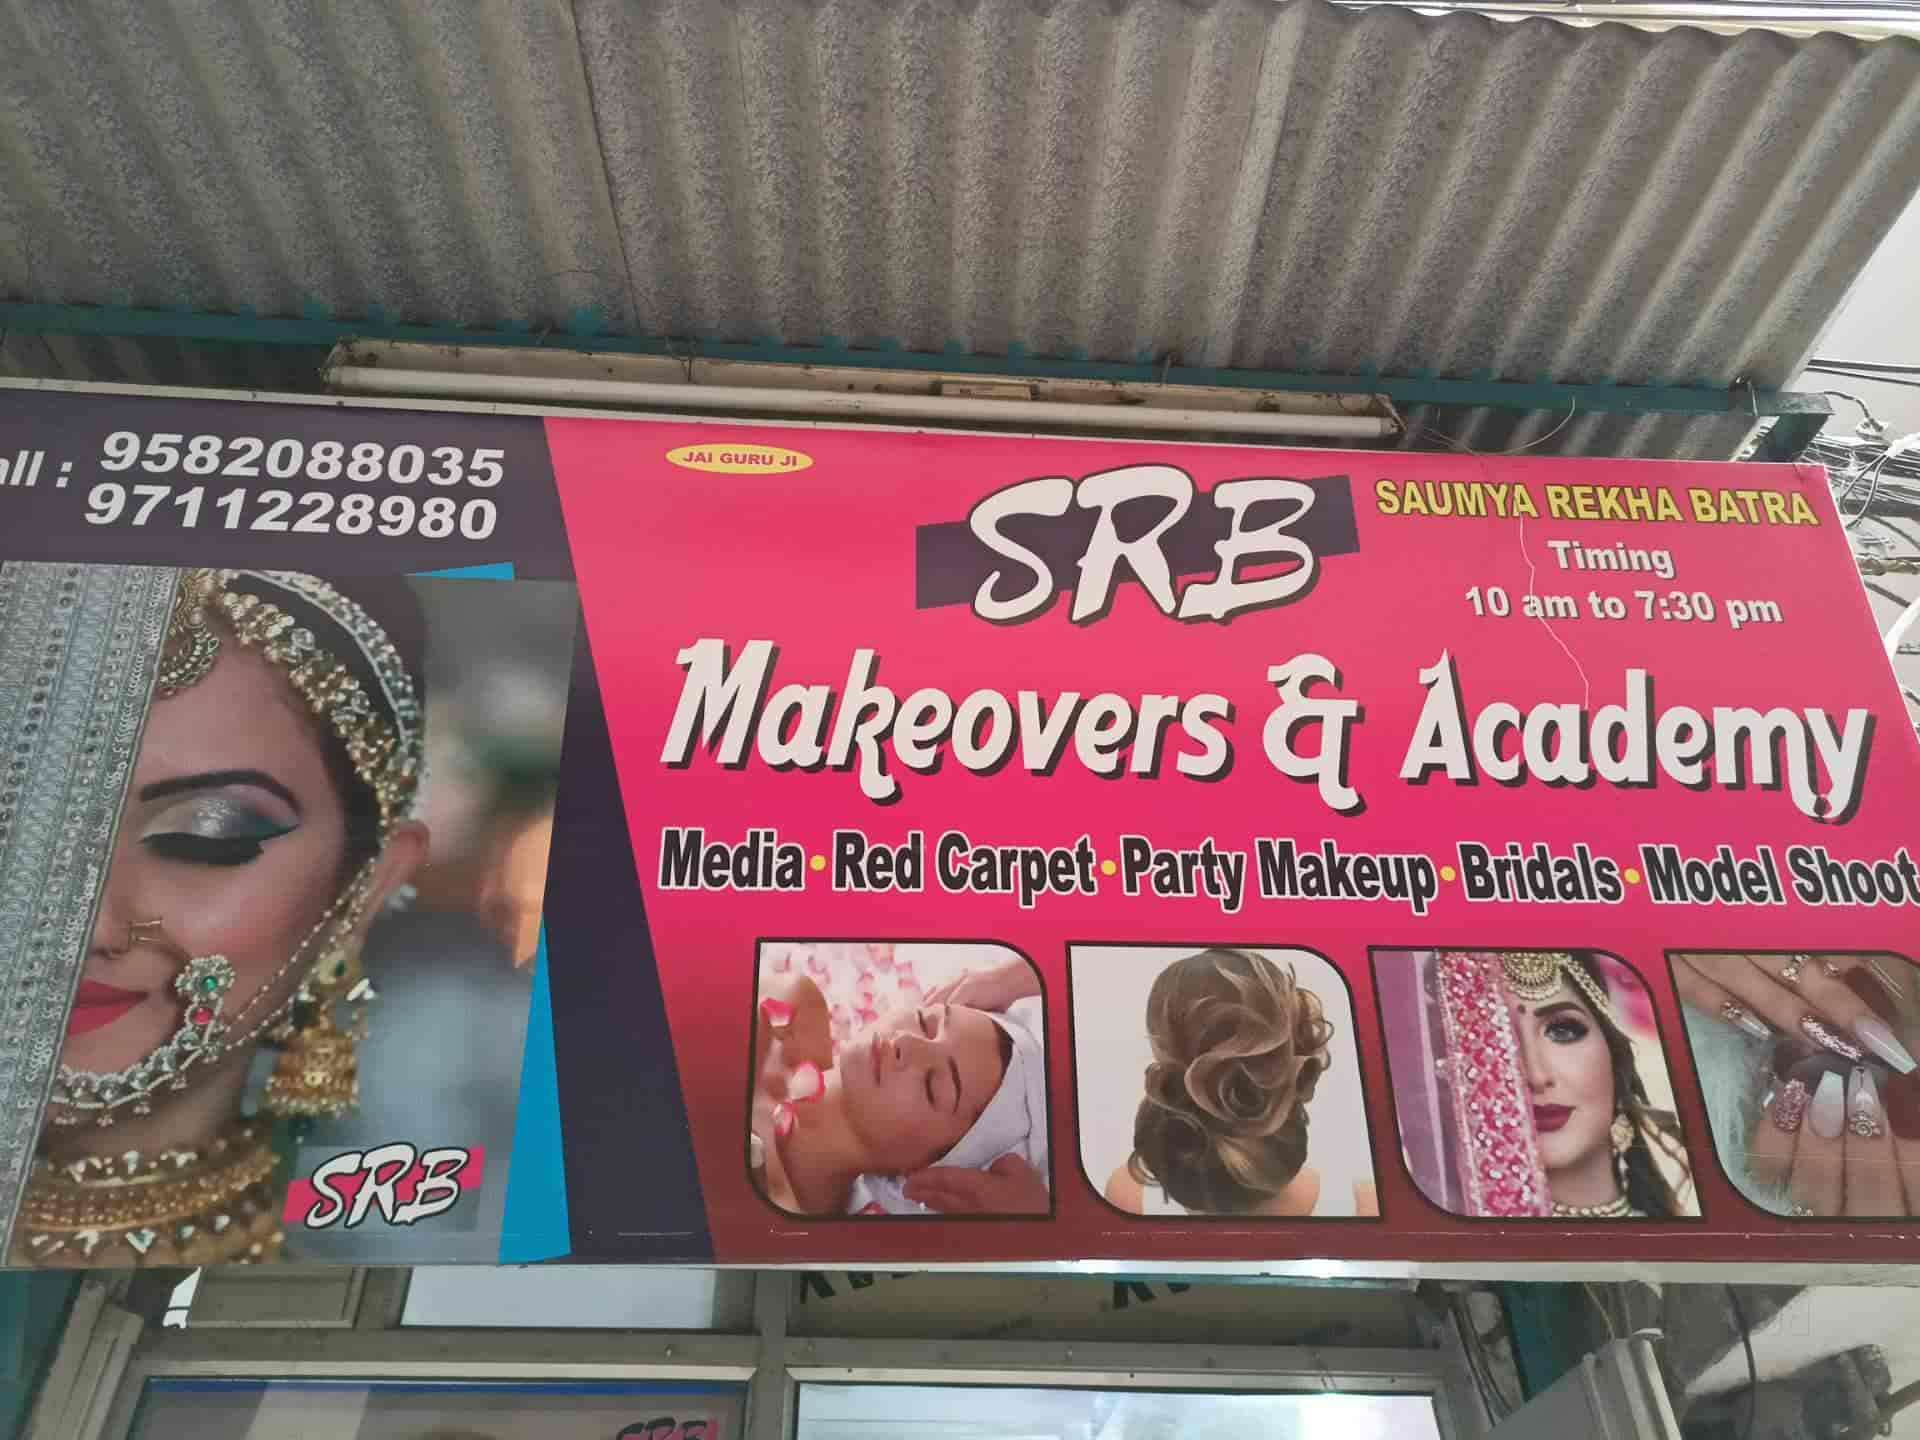 all : 9582088035
9711228980
JAI GURU JI
SRB
SAUMYA REKHA BATRA
Timing
10 am to 7:30 pm
Makeovers & Academy
Media • Red Carpet • Party Makeup • Bridals • Model Shoot
SRB
SRB